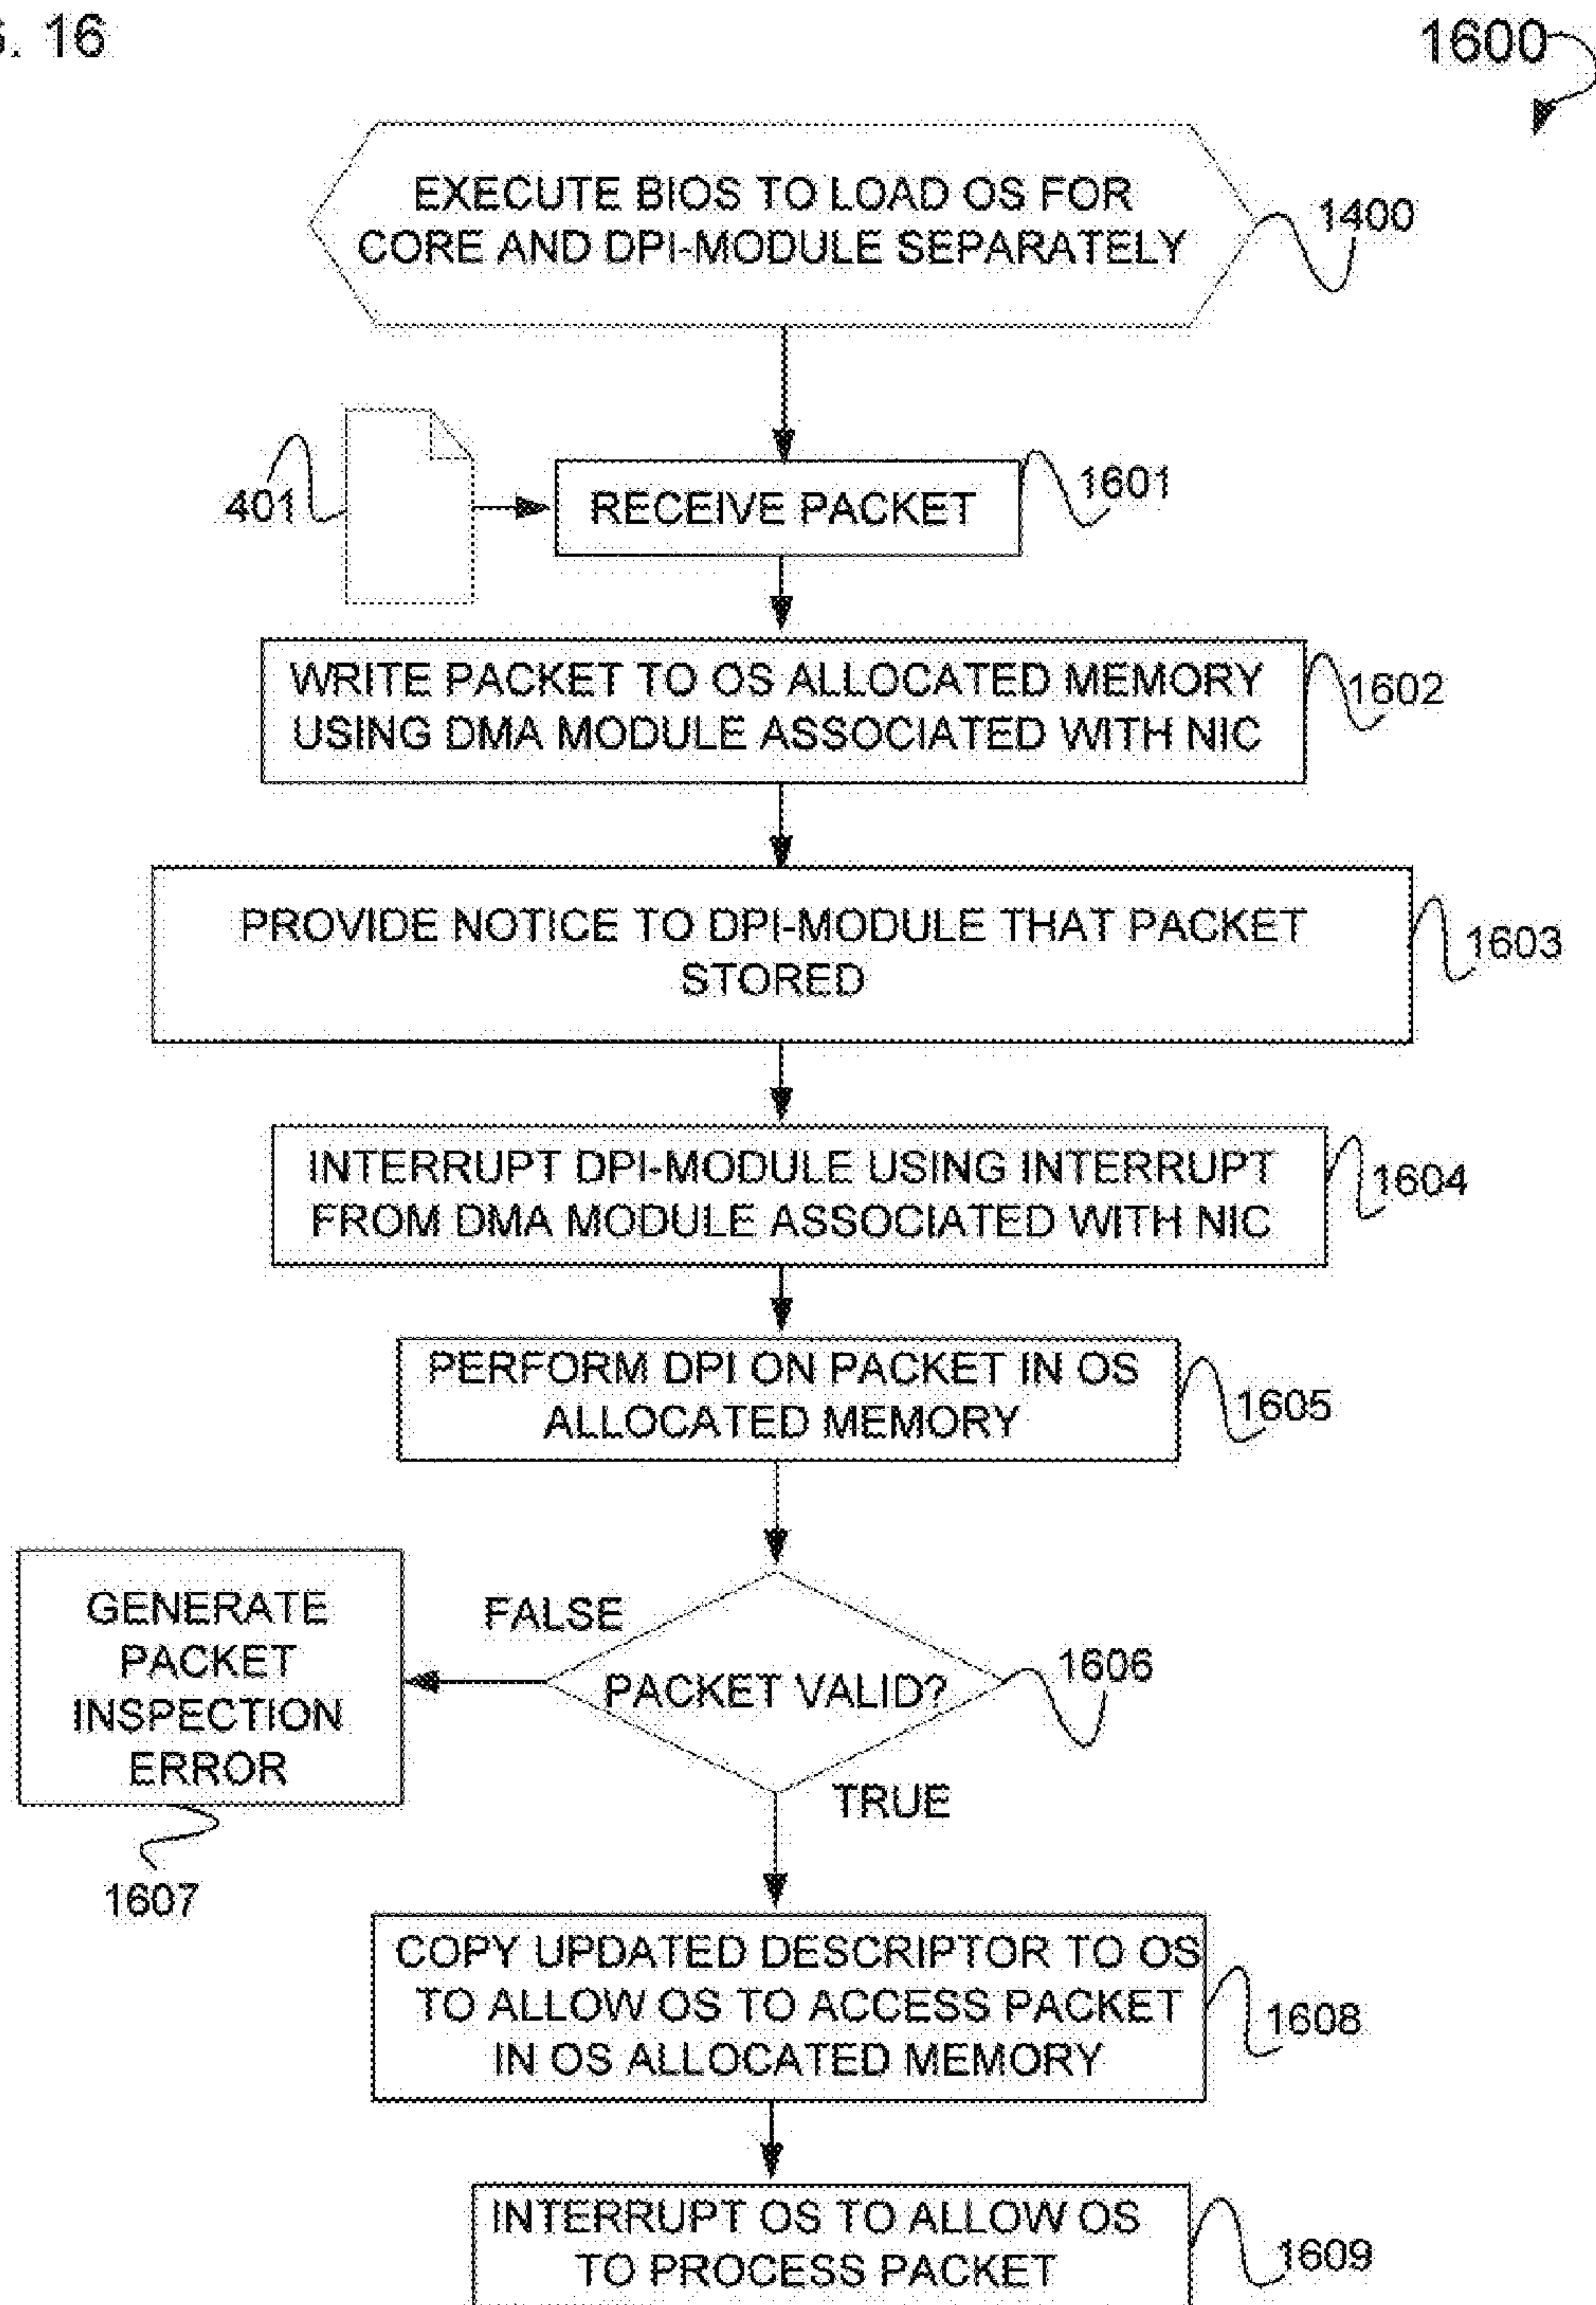 . 16
1600
EXECUTE BIOS TO LOAD OS FOR
CORE AND DPI-MODULE SEPARATELY
1400
401
RECEIVE PACKET
1601
WRITE PACKET TO OS ALLOCATED MEMORY
USING DMA MODULE ASSOCIATED WITH NIC
1602
PROVIDE NOTICE TO DPI-MODULE THAT PACKET
STORED
1603
INTERRUPT DPI-MODULE USING INTERRUPT
FROM DMA MODULE ASSOCIATED WITH NIC
1604
PERFORM DPI ON PACKET IN OS
ALLOCATED MEMORY
1605
GENERATE
PACKET
INSPECTION
ERROR
1607
FALSE
PACKET VALID?
1606
TRUE
COPY UPDATED DESCRIPTOR TO OS
TO ALLOW OS TO ACCESS PACKET
IN OS ALLOCATED MEMORY
1608
INTERRUPT OS TO ALLOW OS
TO PROCESS PACKET
1609